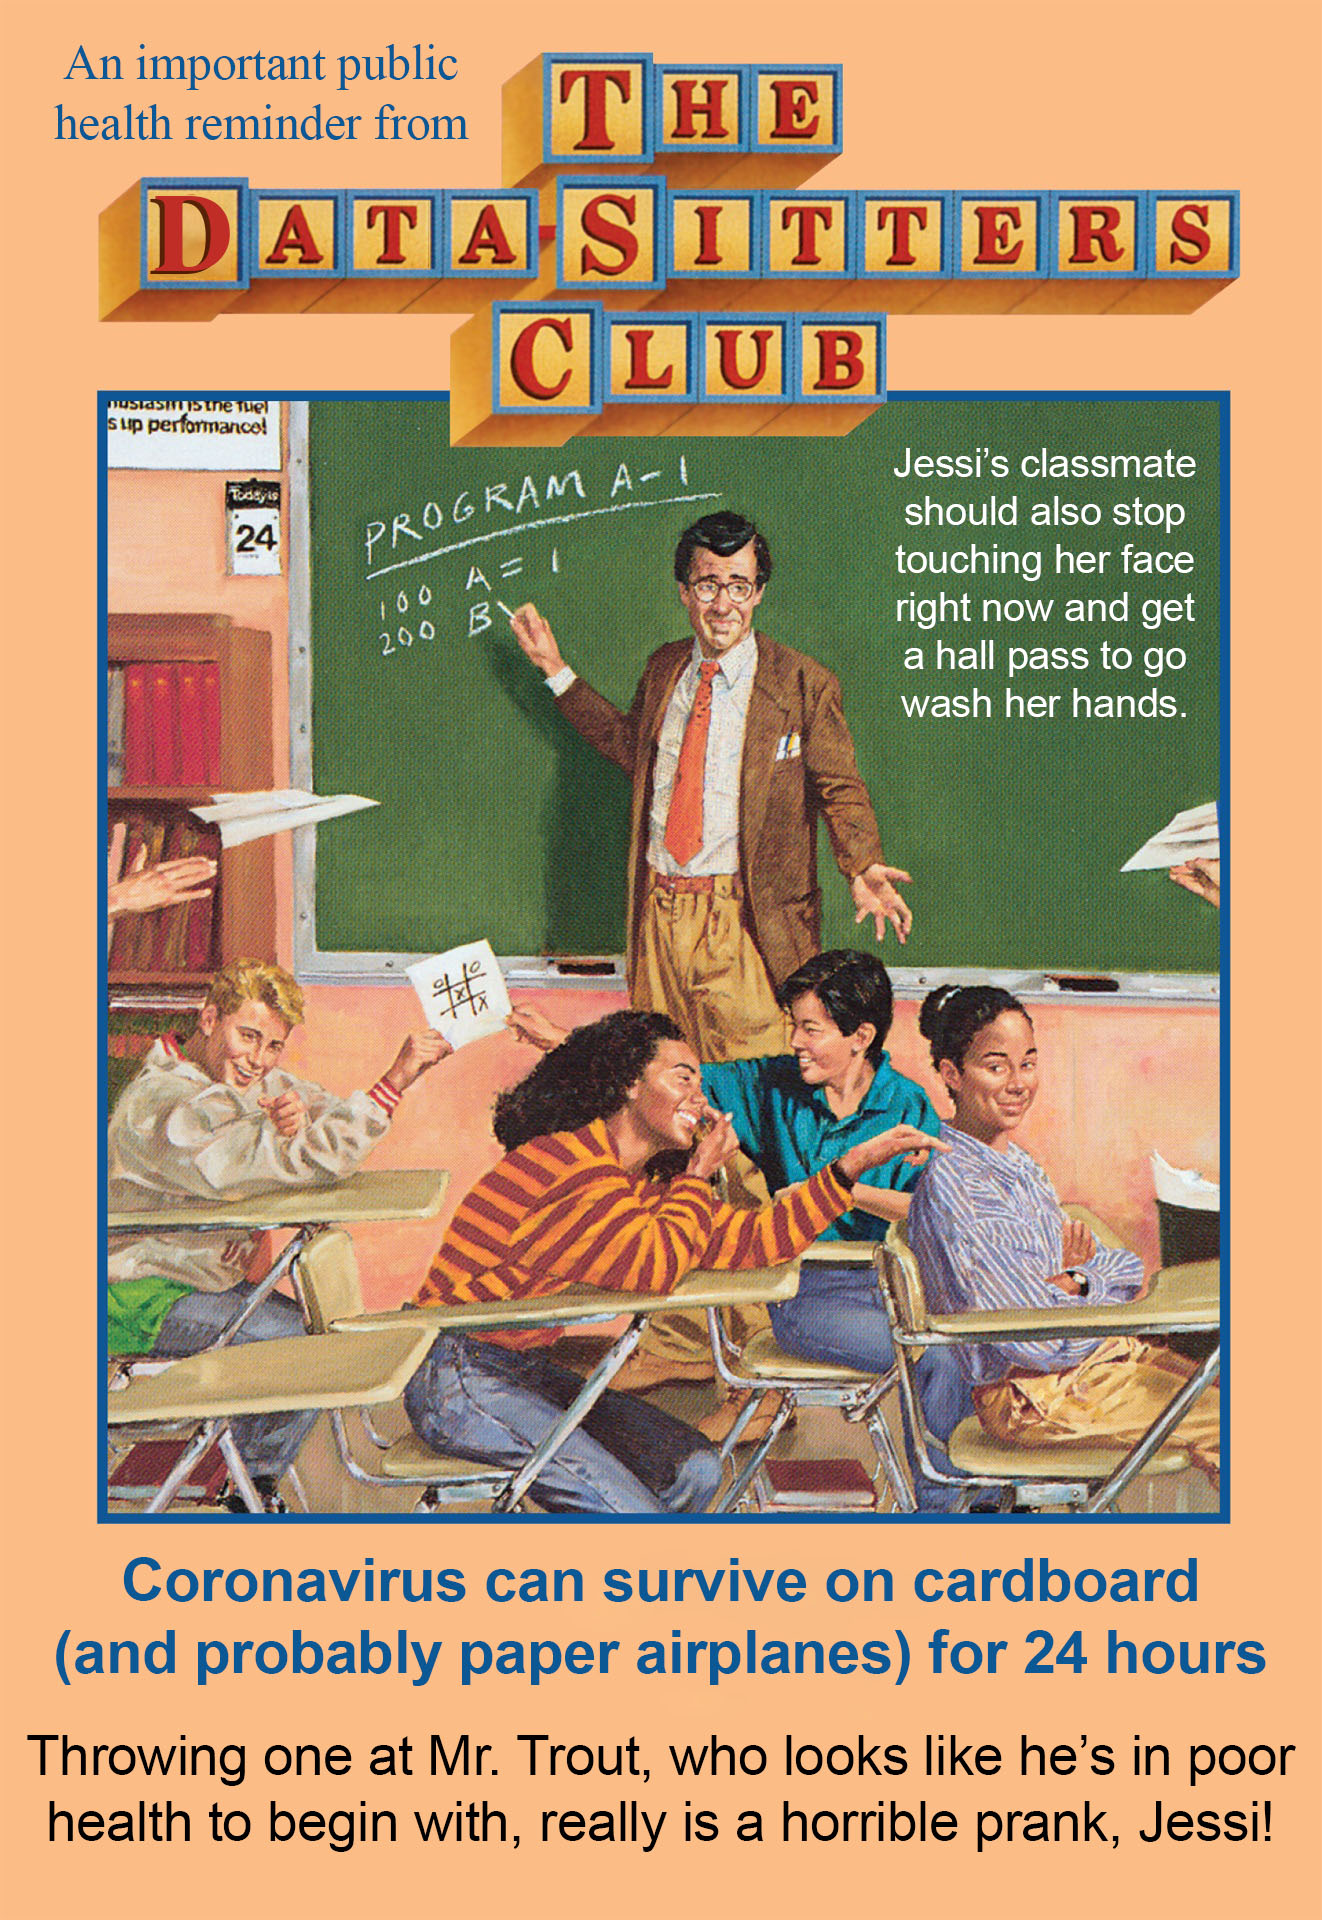 An important public
health reminder from
THE
DATA SITTERS
CLUB
is the fuel
s up performance!
Today is
24
PROGRAM A-1
100 A = 1
200 B
Jessi's classmate
should also stop
touching her face
right now and get
a hall pass to go
wash her hands.
O O
X
X
Coronavirus can survive on cardboard
(and probably paper airplanes) for 24 hours
Throwing one at Mr. Trout, who looks like he's in poor
health to begin with, really is a horrible prank, Jessi!